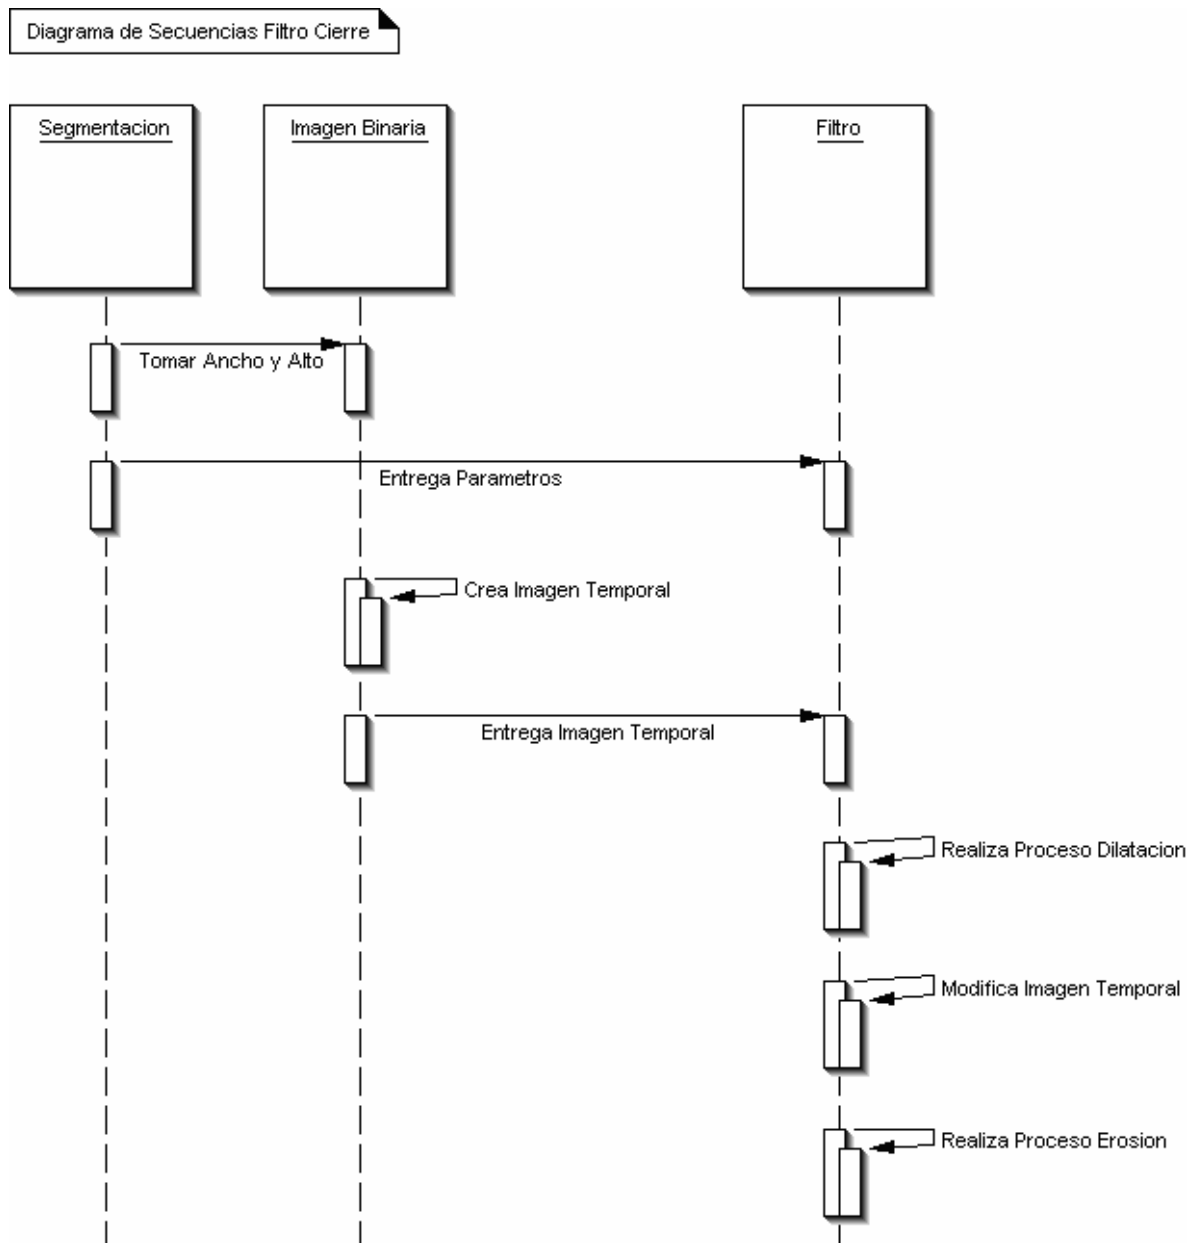 Diagrama de Secuencias Filtro Cierre
Segmentacion
Imagen Binaria
Filtro
Tomar Ancho y Alto
Entrega Parametros
Crea Imagen Temporal
Entrega Imagen Temporal
Realiza Proceso Dilatacion
Modifica Imagen Temporal
Realiza Proceso Erosion